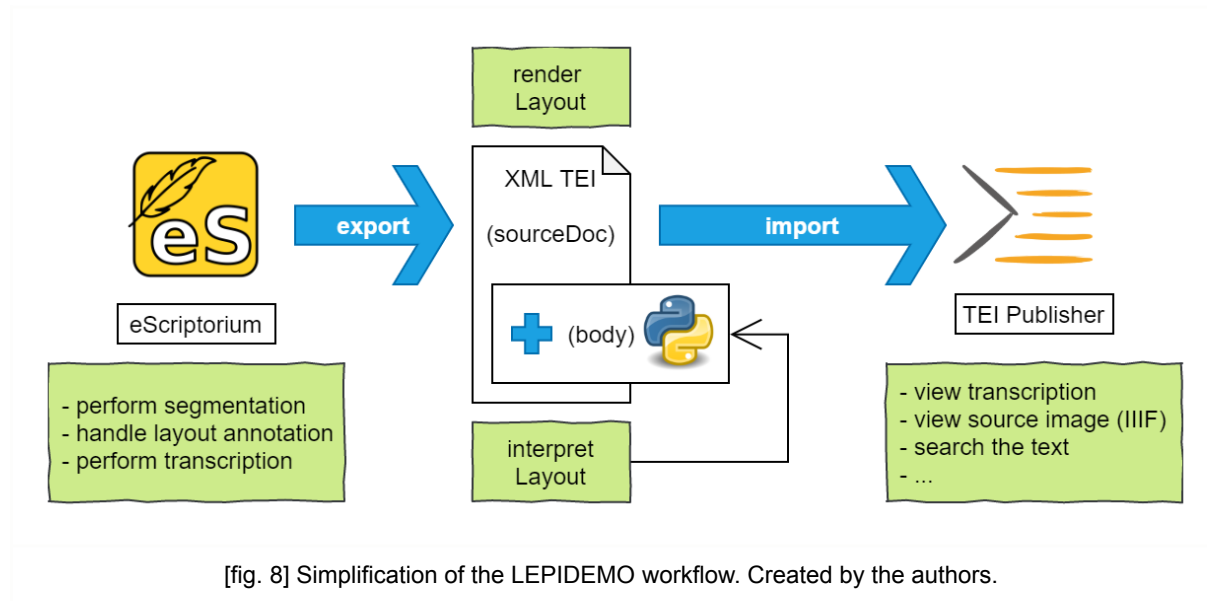 render
Layout
eS
export
XML TEI
(sourceDoc)
import
(body)
eScriptorium
TEI Publisher
- perform segmentation
- handle layout annotation
- perform transcription
interpret
Layout
- view transcription
- view source image (IIIF)
- search the text
- ...
[fig. 8] Simplification of the LEPIDEMO workflow. Created by the authors.